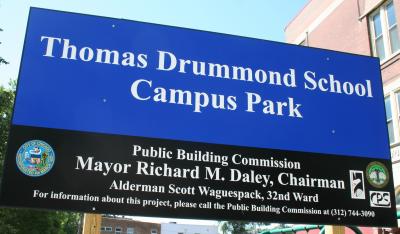 Thomas Drummond School
Campus Park
Public Building Commission
Mayor Richard M. Daley, Chairman
Alderman Scott Waguespack, 32nd Ward
For information about this project, please call the Public Building Commission at (312) 744-3090
CPS